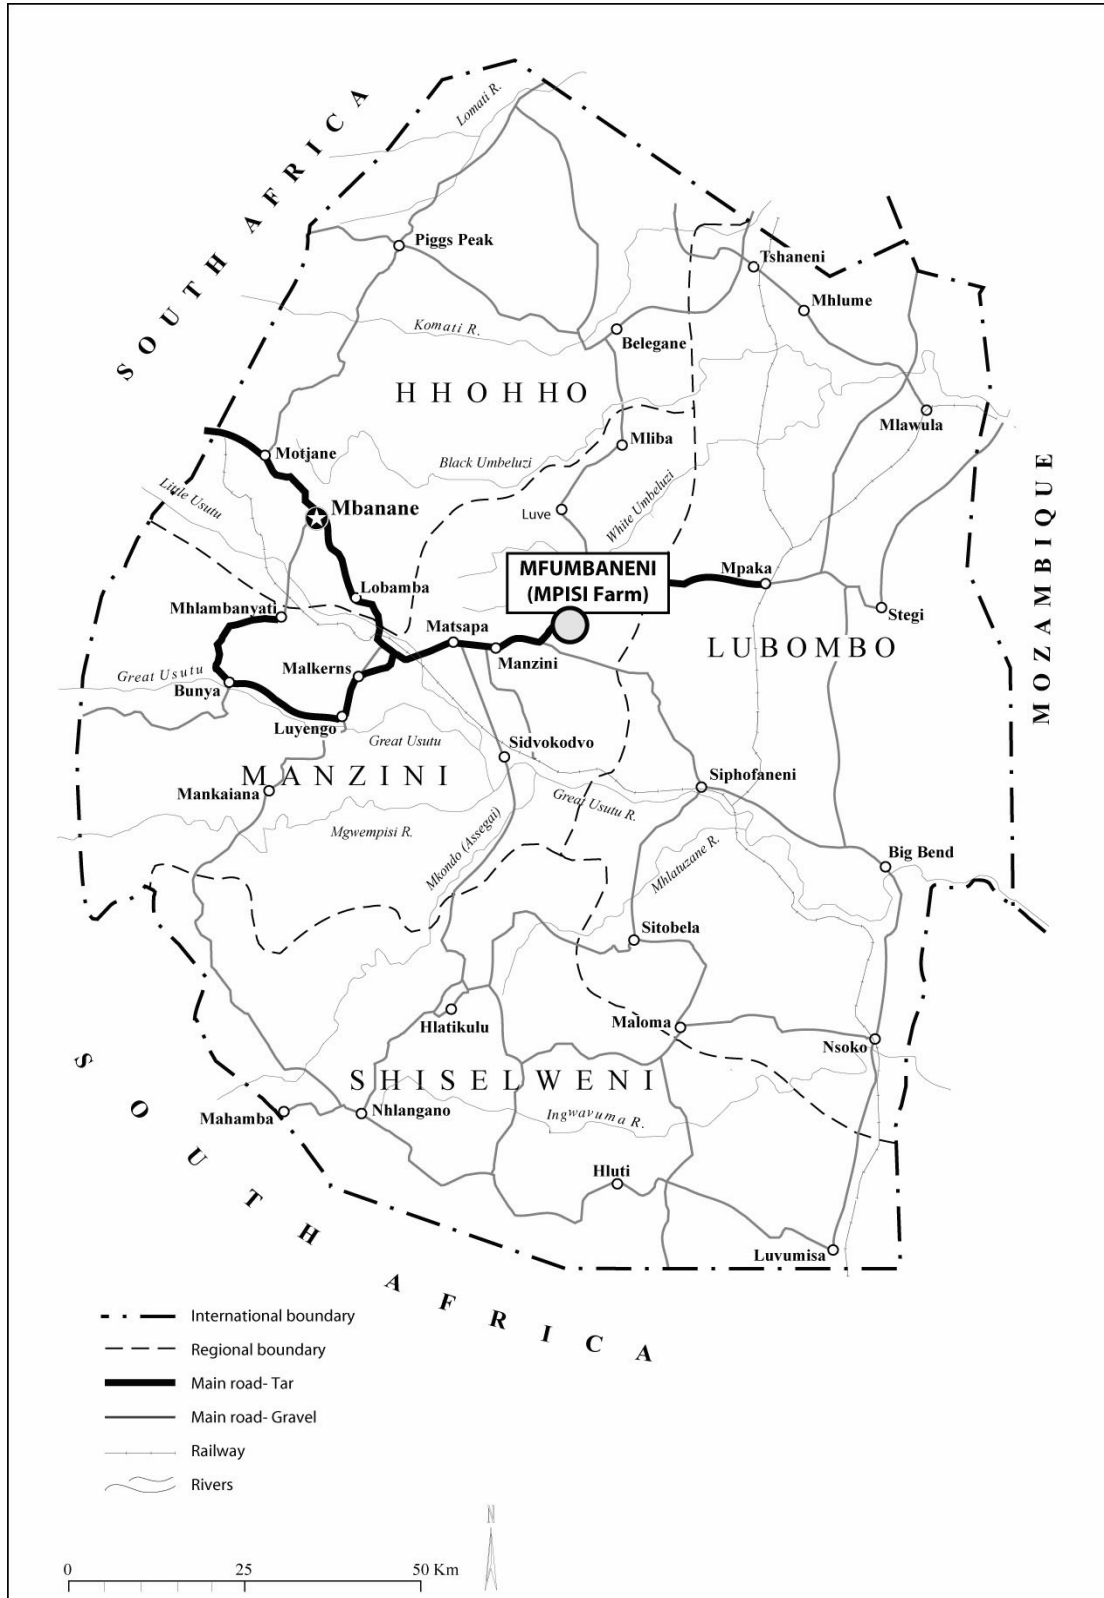 SOUTH AFRICA
Lomati R.
Piggs Peak
Tshaneni
Mhlume
Komati R.
Belegane
HHOHHO
Mlawula
Motjane
Mliba
Black Umbeluzi
Little Usutu
Mbanane
Luve
White Umbeluzi
MOZAMBIQUE
MFUMBANENI
(MPISI Farm)
Mpaka
Lobamba
Mhlambanyati
Stegi
Matsapa
LUBOMBO
Manzini
Great Usutu
Malkerns
Bunya
Luyengo
Great Usutu
Sidvokodvo
MANZINI
Siphofaneni
Mankaiana
Great Usutu R.
Mgwempisi R.
Mkondo (Assegai)
Mhlatuzane R.
Big Bend
Sitobela
Hlatikulu
Maloma
Nsoko
SHISELWENI
Mahamba
Nhlangano
Ingwavuma R.
Hluti
Luvumisa
SOUTH AFRICA
International boundary
Regional boundary
Main road- Tar
Main road- Gravel
Railway
Rivers
N
0 25 50 Km